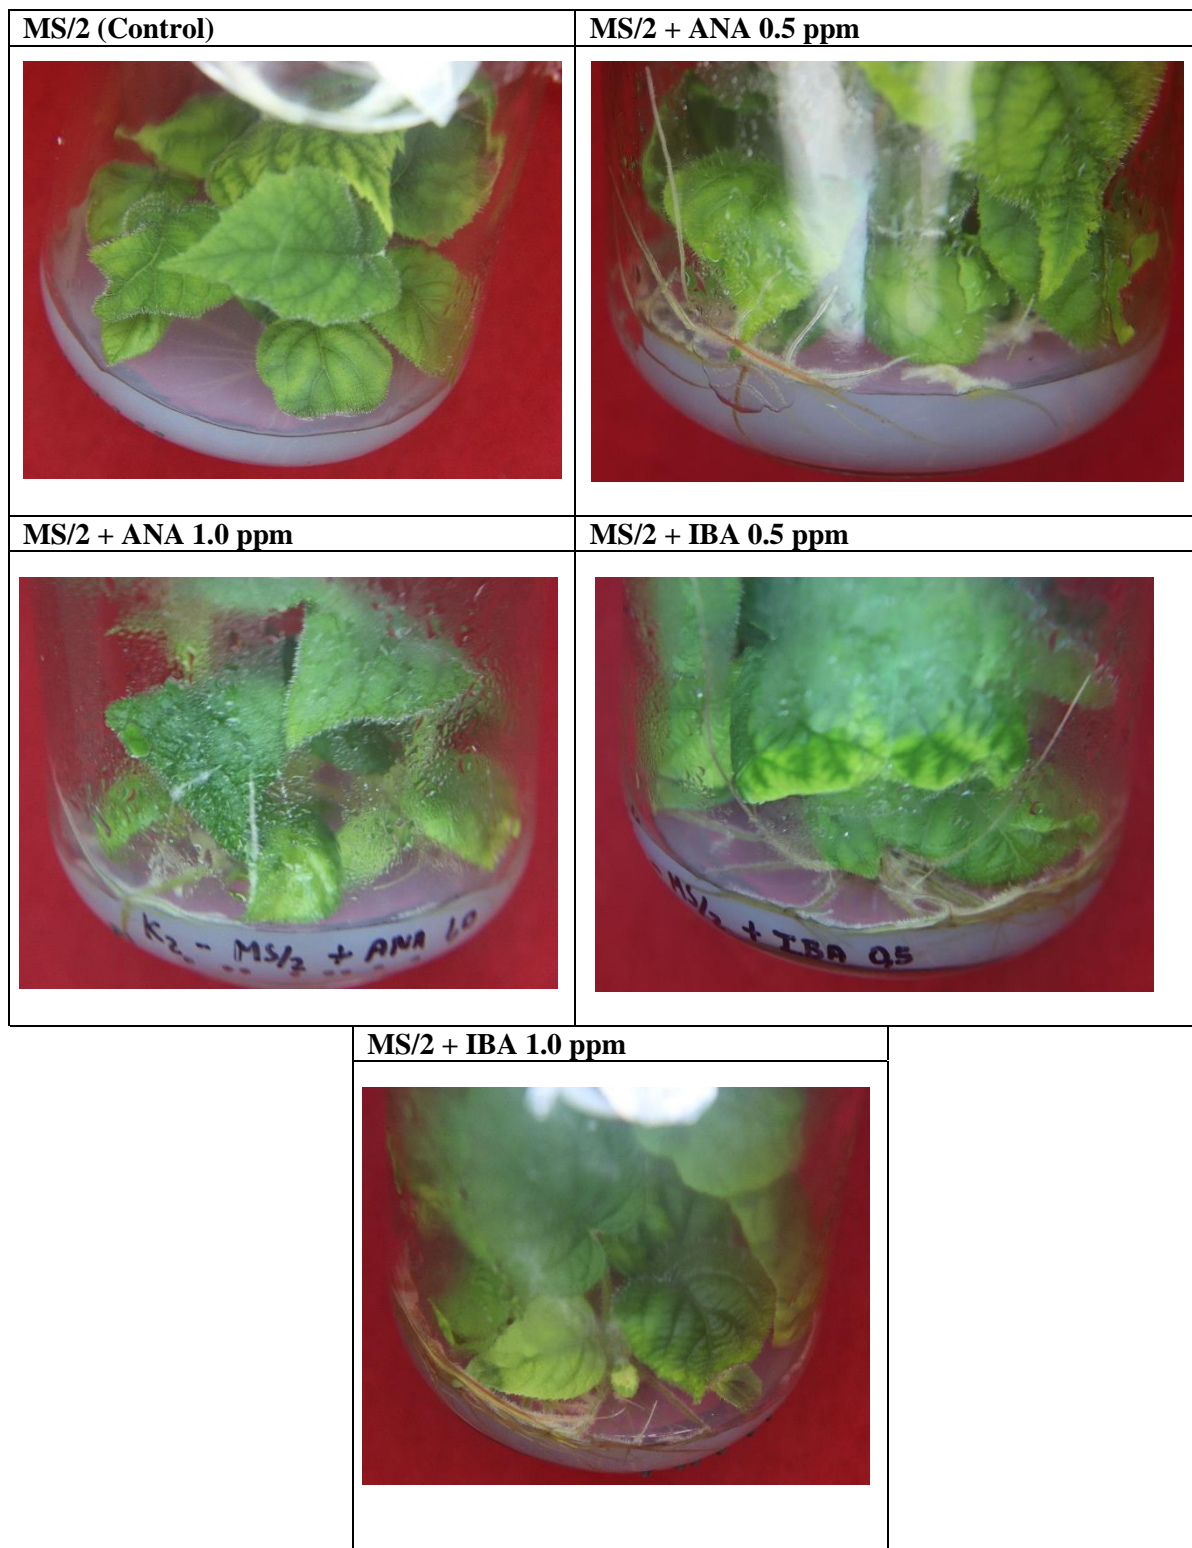 MS/2 (Control)
MS/2 + ANA 0.5 ppm
MS/2 + ANA 1.0 ppm
MS/2 + IBA 0.5 ppm
K2 - MS/2 + ANA 1.0
MS/2 + IBA 0,5
MS/2 + IBA 1.0 ppm